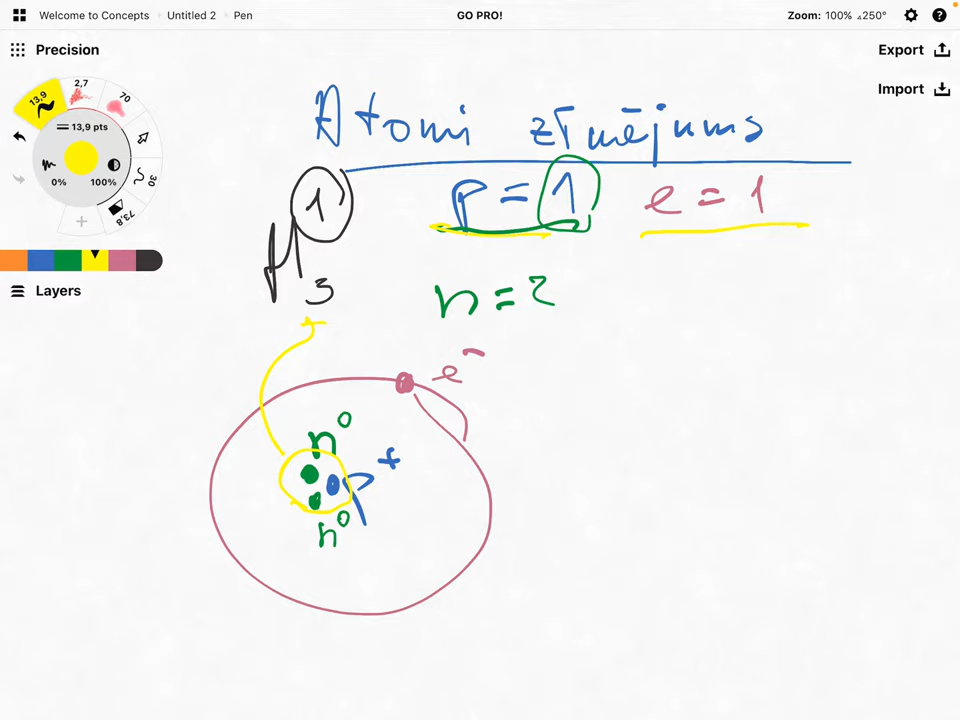 Welcome to Concepts › Untitled 2 › Pen
GO PRO!
Zoom: 100% ⊿250°
Precision
Export
Import
13,9
2,7
70
30
73,8
13,9 pts
0% 100%
Layers
Atomi zīmējums
1 p = 1 e = 1
H
3
n = 2
e⁻
n⁰
p⁺
n⁰